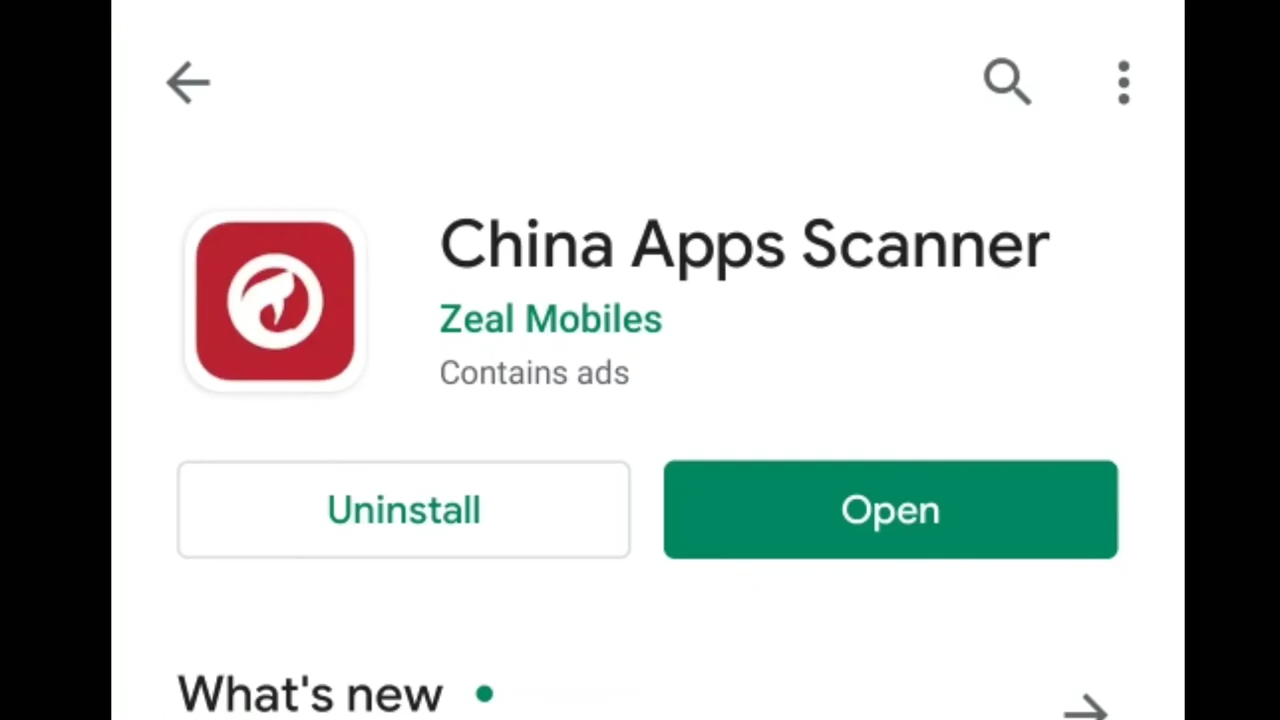 China Apps Scanner
Zeal Mobiles
Contains ads
Uninstall
Open
What's new